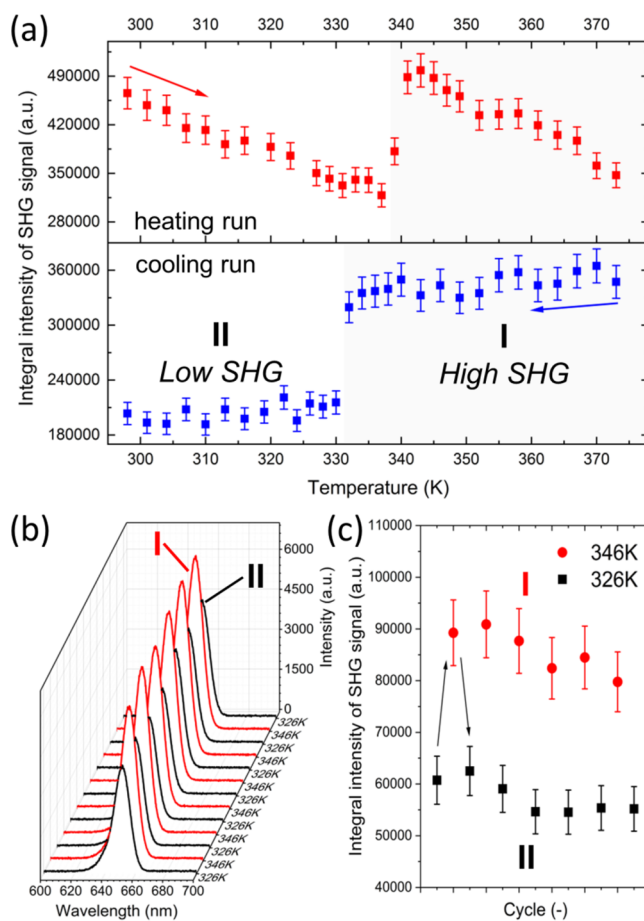 (a)
300 310 320 330 340 350 360 370
Integral intensity of SHG signal (a.u.)
490000
420000
350000
280000
heating run
cooling run
360000
300000
240000
180000
II
Low SHG
I
High SHG
300 310 320 330 340 350 360 370
Temperature (K)
(b)
I
II
6000
4500
3000
1500
0
Intensity (a.u.)
326K
346K
326K
346K
326K
346K
326K
346K
326K
346K
326K
346K
326K
600 620 640 660 680 700
Wavelength (nm)
(c)
Integral intensity of SHG signal (a.u.)
110000
100000
90000
80000
70000
60000
50000
40000
346K
326K
I
II
Cycle (-)